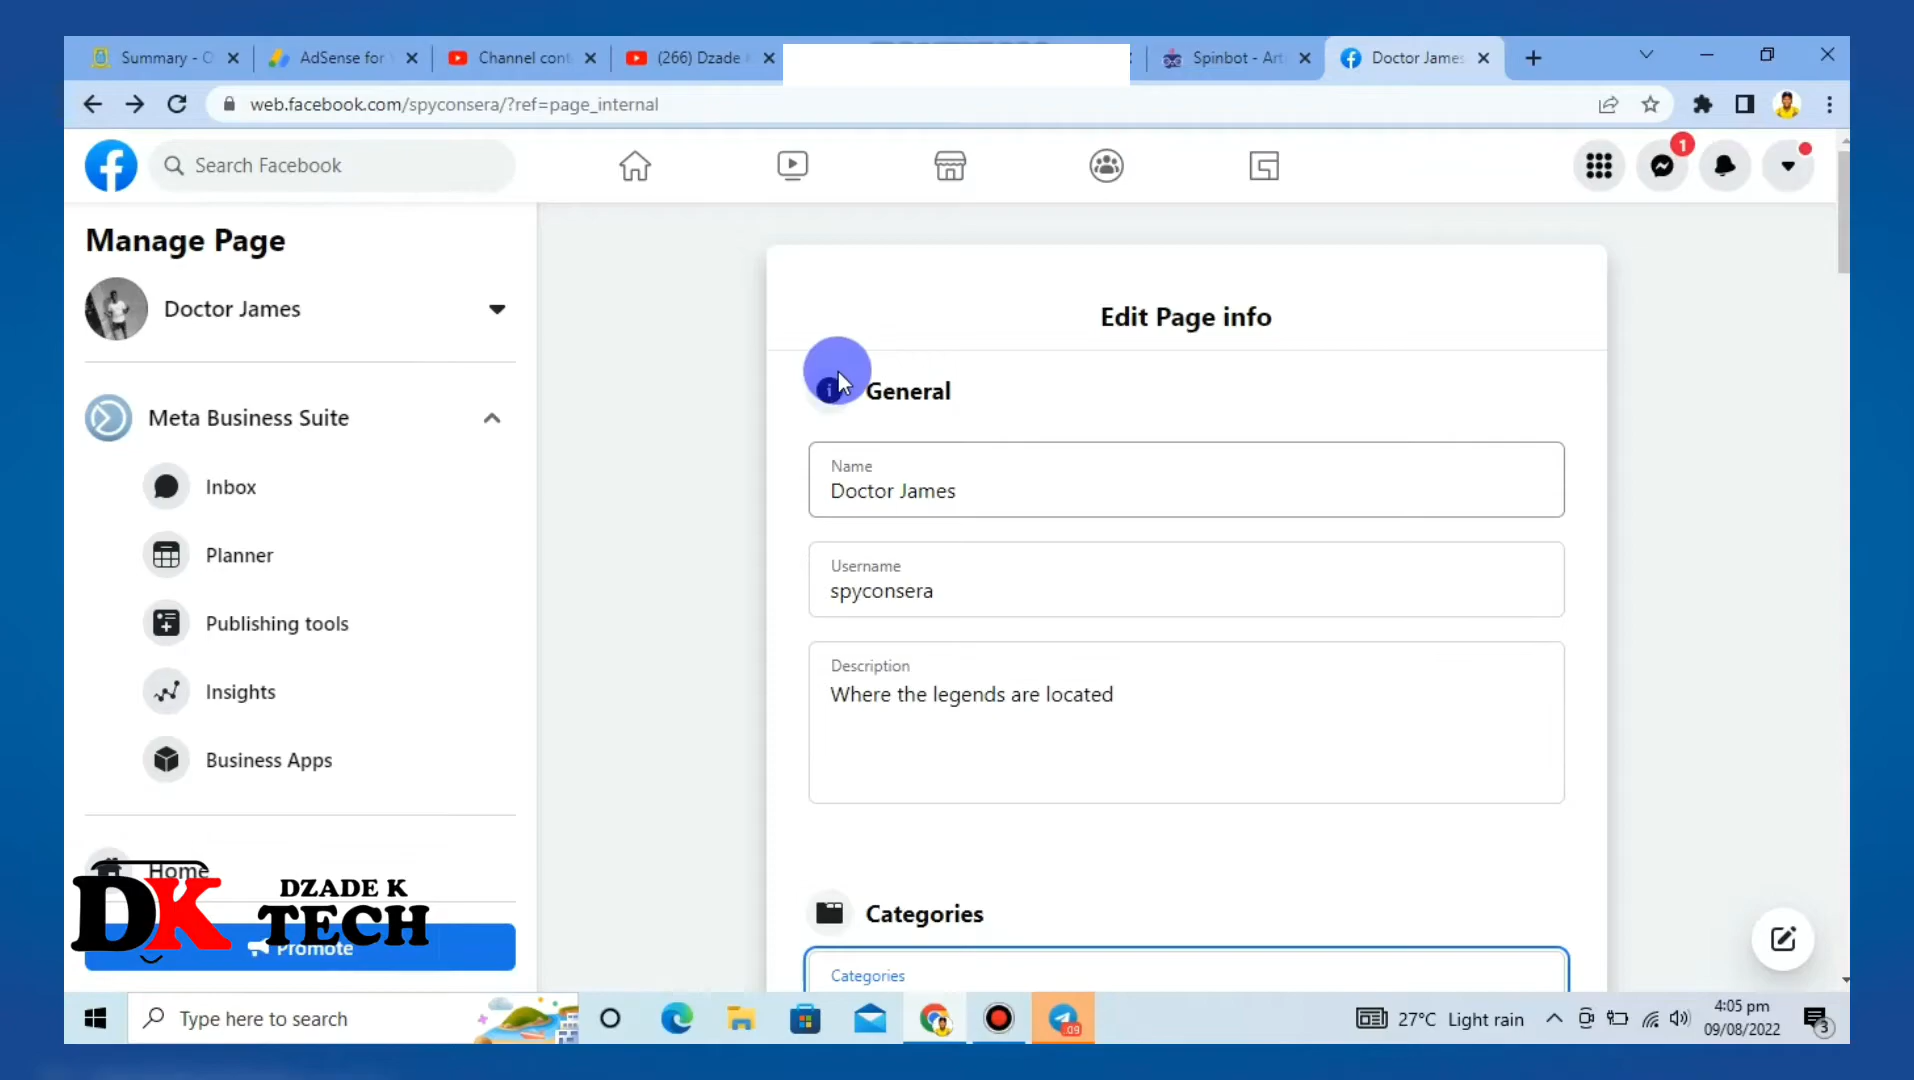 Summary - O
AdSense for
Channel cont
(266) Dzade
Spinbot - Art
Doctor James
web.facebook.com/spyconsera/?ref=page_internal
Search Facebook
1
Manage Page
Doctor James
Meta Business Suite
Inbox
Planner
Publishing tools
Insights
Business Apps
Home
Promote
DK
DZADE K
TECH
Edit Page info
General
Name
Doctor James
Username
spyconsera
Description
Where the legends are located
Categories
Categories
Type here to search
09
27°C Light rain
4:05 pm
09/08/2022
3